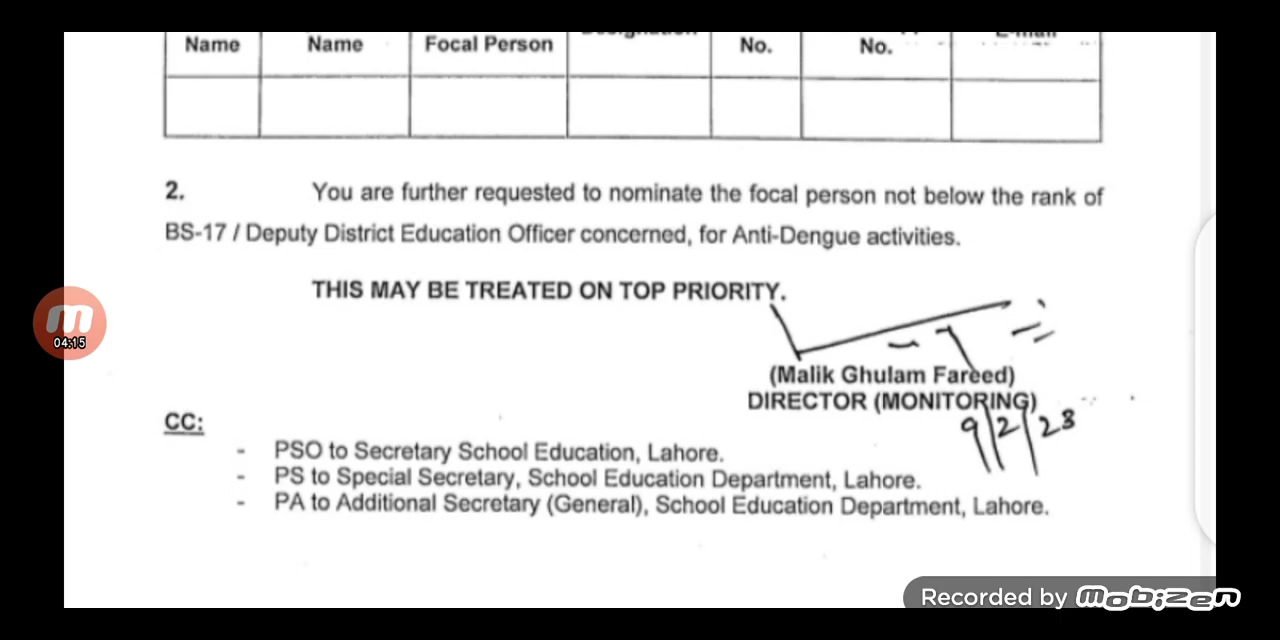 Name Name Focal Person Designation No. No. E-mail
2. You are further requested to nominate the focal person not below the rank of
BS-17 / Deputy District Education Officer concerned, for Anti-Dengue activities.
THIS MAY BE TREATED ON TOP PRIORITY.
(Malik Ghulam Fareed)
DIRECTOR (MONITORING)
9/2/23
CC:
- PSO to Secretary School Education, Lahore.
- PS to Special Secretary, School Education Department, Lahore.
- PA to Additional Secretary (General), School Education Department, Lahore.
m
04:15
Recorded by Mobizen